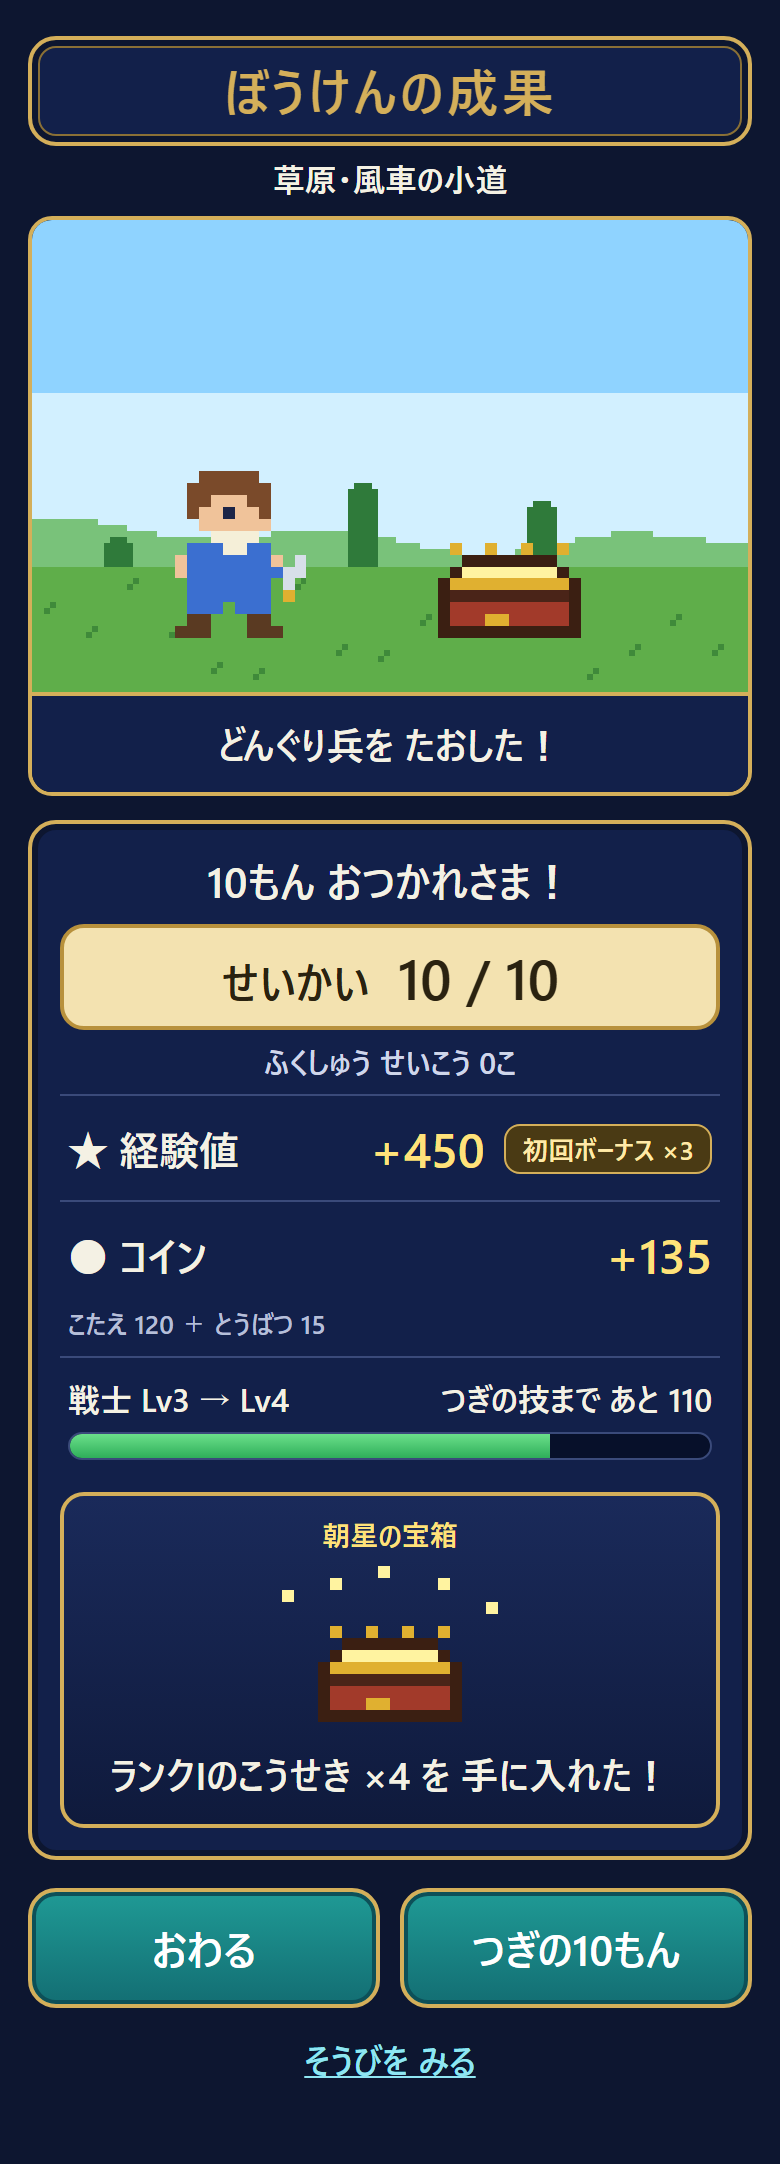 ぼうけんの成果
草原・風車の小道
どんぐり兵を たおした！
10もん おつかれさま！
せいかい 10 / 10
ふくしゅう せいこう 0こ
★ 経験値 +450 初回ボーナス ×3
● コイン +135
こたえ 120 ＋ とうばつ 15
戦士 Lv3 → Lv4 つぎの技まで あと 110
朝星の宝箱
ランクIのこうせき ×4 を 手に入れた！
おわる つぎの10もん
そうびを みる